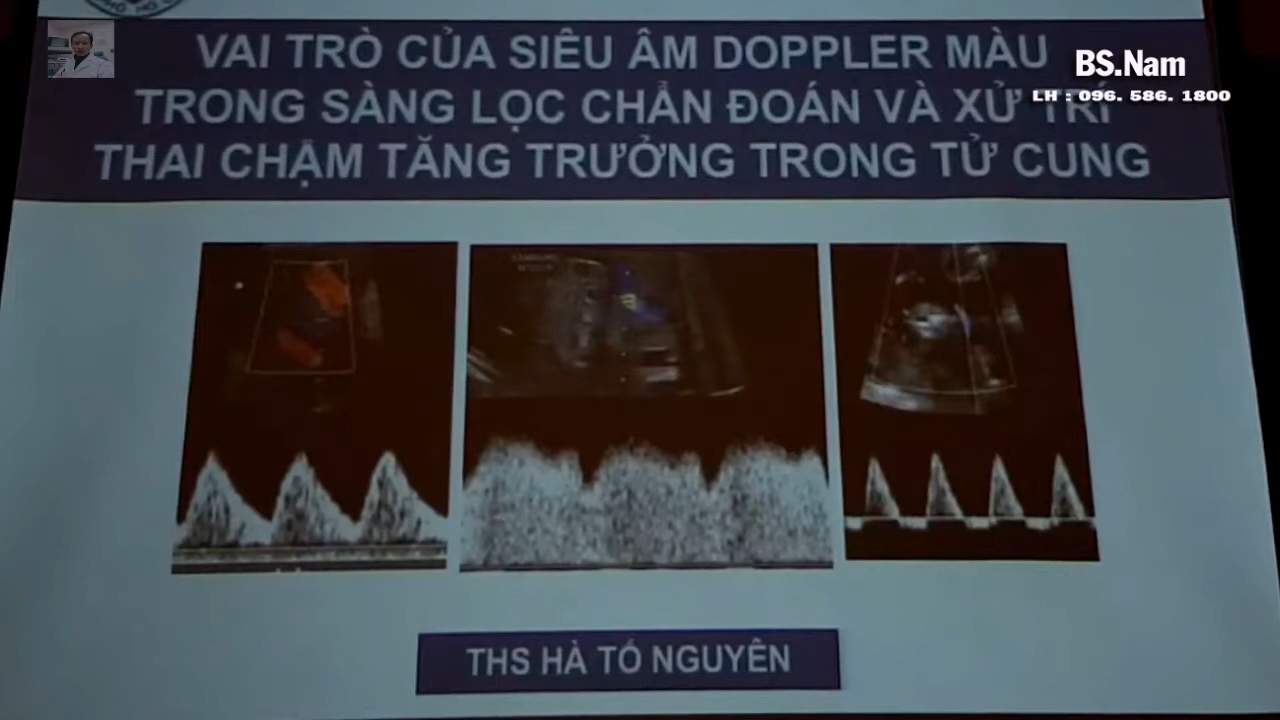 VAI TRÒ CỦA SIÊU ÂM DOPPLER MÀU
TRONG SÀNG LỌC CHẨN ĐOÁN VÀ XỬ TRÍ
THAI CHẬM TĂNG TRƯỞNG TRONG TỬ CUNG
BS.Nam
LH : 096. 586. 1800
THS HÀ TỐ NGUYÊN